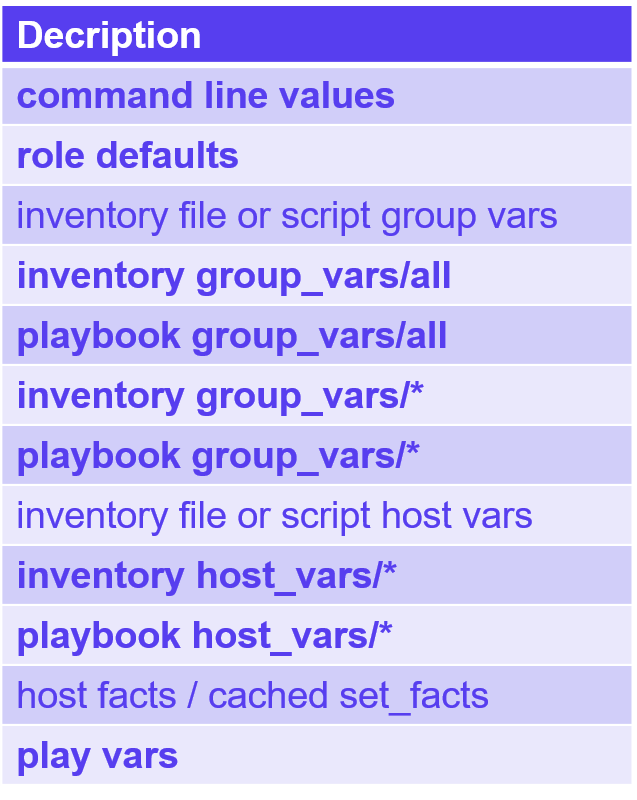 Decription
command line values
role defaults
inventory file or script group vars
inventory group_vars/all
playbook group_vars/all
inventory group_vars/*
playbook group_vars/*
inventory file or script host vars
inventory host_vars/*
playbook host_vars/*
host facts / cached set_facts
play vars